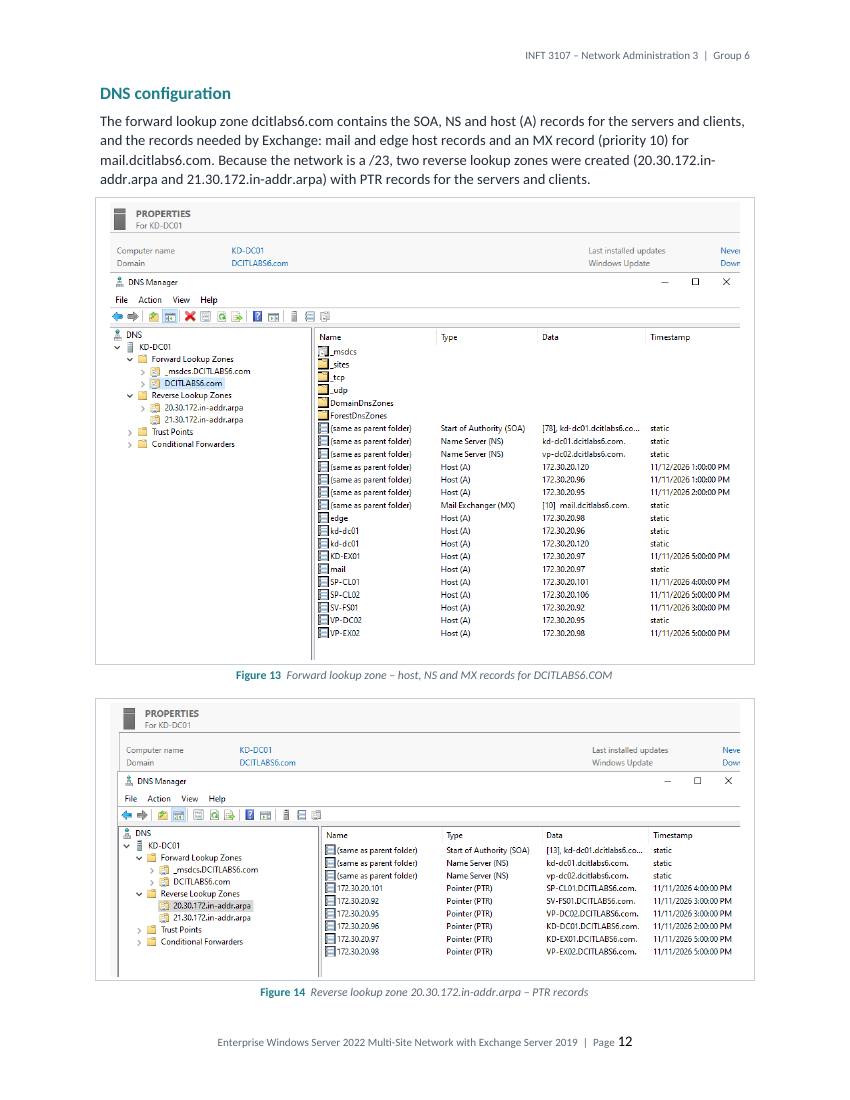 INFT 3107 – Network Administration 3 | Group 6
DNS configuration
The forward lookup zone dcitlabs6.com contains the SOA, NS and host (A) records for the servers and clients,
and the records needed by Exchange: mail and edge host records and an MX record (priority 10) for
mail.dcitlabs6.com. Because the network is a /23, two reverse lookup zones were created (20.30.172.in-
addr.arpa and 21.30.172.in-addr.arpa) with PTR records for the servers and clients.
PROPERTIES
For KD-DC01
Computer name KD-DC01 Last installed updates Never
Domain DCITLABS6.com Windows Update Down
DNS Manager
File Action View Help
DNS
KD-DC01
Forward Lookup Zones
_msdcs.DCITLABS6.com
DCITLABS6.com
Reverse Lookup Zones
20.30.172.in-addr.arpa
21.30.172.in-addr.arpa
Trust Points
Conditional Forwarders
Name Type Data Timestamp
_msdcs
_sites
_tcp
_udp
DomainDnsZones
ForestDnsZones
(same as parent folder) Start of Authority (SOA) [78], kd-dc01.dcitlabs6.co... static
(same as parent folder) Name Server (NS) kd-dc01.dcitlabs6.com. static
(same as parent folder) Name Server (NS) vp-dc02.dcitlabs6.com. static
(same as parent folder) Host (A) 172.30.20.120 11/12/2026 1:00:00 PM
(same as parent folder) Host (A) 172.30.20.96 11/11/2026 1:00:00 PM
(same as parent folder) Host (A) 172.30.20.95 11/11/2026 2:00:00 PM
(same as parent folder) Mail Exchanger (MX) [10] mail.dcitlabs6.com. static
edge Host (A) 172.30.20.98 static
kd-dc01 Host (A) 172.30.20.96 static
kd-dc01 Host (A) 172.30.20.120 static
KD-EX01 Host (A) 172.30.20.97 11/11/2026 5:00:00 PM
mail Host (A) 172.30.20.97 static
SP-CL01 Host (A) 172.30.20.101 11/11/2026 4:00:00 PM
SP-CL02 Host (A) 172.30.20.106 11/11/2026 5:00:00 PM
SV-FS01 Host (A) 172.30.20.92 11/11/2026 3:00:00 PM
VP-DC02 Host (A) 172.30.20.95 static
VP-EX02 Host (A) 172.30.20.98 11/11/2026 5:00:00 PM
Figure 13 Forward lookup zone – host, NS and MX records for DCITLABS6.COM
PROPERTIES
For KD-DC01
Computer name KD-DC01 Last installed updates Neve
Domain DCITLABS6.com Windows Update Dow
DNS Manager
File Action View Help
DNS
KD-DC01
Forward Lookup Zones
_msdcs.DCITLABS6.com
DCITLABS6.com
Reverse Lookup Zones
20.30.172.in-addr.arpa
21.30.172.in-addr.arpa
Trust Points
Conditional Forwarders
Name Type Data Timestamp
(same as parent folder) Start of Authority (SOA) [13], kd-dc01.dcitlabs6.co... static
(same as parent folder) Name Server (NS) kd-dc01.dcitlabs6.com. static
(same as parent folder) Name Server (NS) vp-dc02.dcitlabs6.com. static
172.30.20.101 Pointer (PTR) SP-CL01.DCITLABS6.com. 11/11/2026 4:00:00 PM
172.30.20.92 Pointer (PTR) SV-FS01.DCITLABS6.com. 11/11/2026 3:00:00 PM
172.30.20.95 Pointer (PTR) VP-DC02.DCITLABS6.com. 11/11/2026 3:00:00 PM
172.30.20.96 Pointer (PTR) KD-DC01.DCITLABS6.com. 11/11/2026 2:00:00 PM
172.30.20.97 Pointer (PTR) KD-EX01.DCITLABS6.com. 11/11/2026 5:00:00 PM
172.30.20.98 Pointer (PTR) VP-EX02.DCITLABS6.com. 11/11/2026 5:00:00 PM
Figure 14 Reverse lookup zone 20.30.172.in-addr.arpa – PTR records
Enterprise Windows Server 2022 Multi-Site Network with Exchange Server 2019 | Page 12